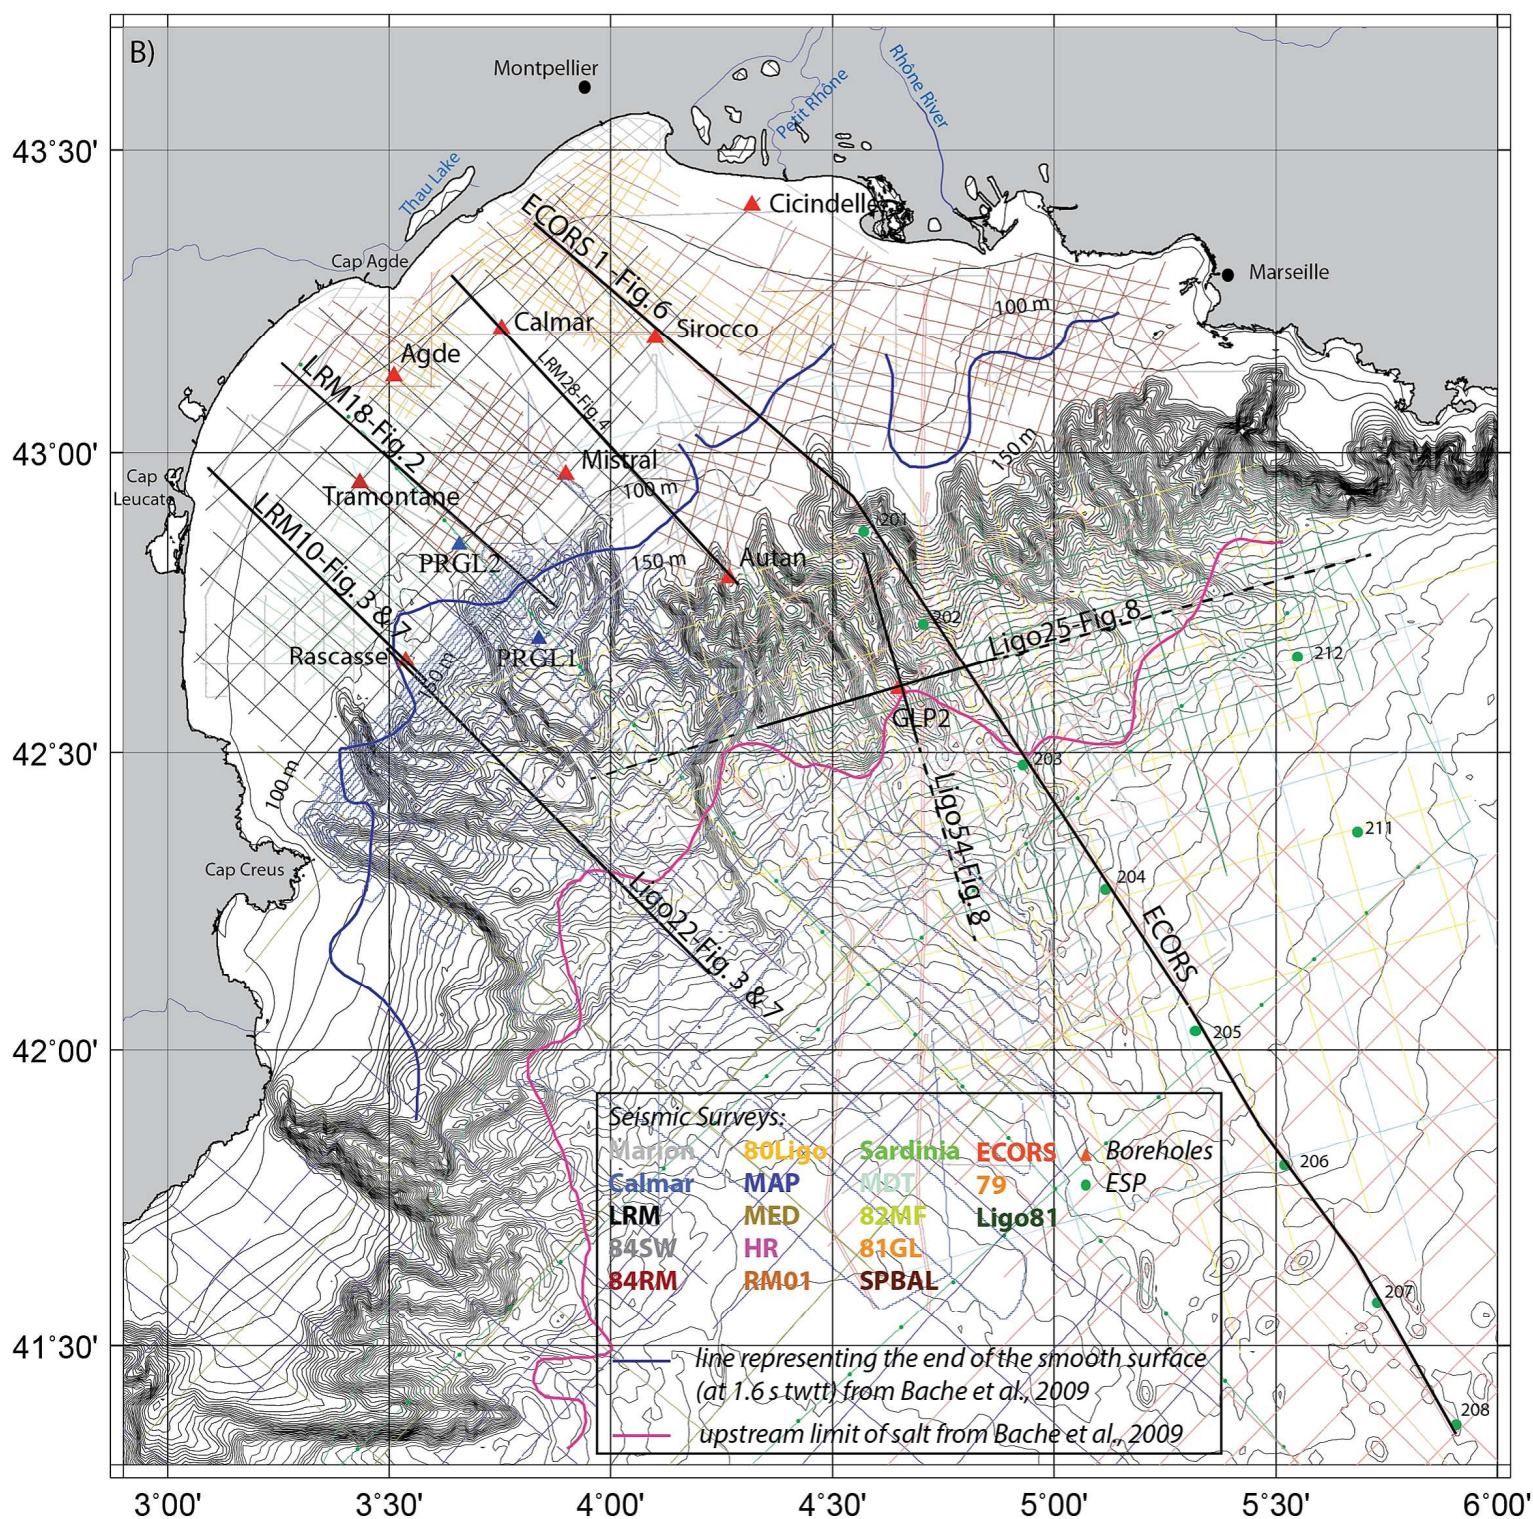 B)
Montpellier
Petit Rhône
Rhône River
43˚30'
Thau Lake
Cicindelle
ECORS 1-Fig. 6
Cap Agde
Marseille
100 m
Calmar
Sirocco
Agde
LRM28-Fig.4
LRM18-Fig.2
43˚00'
150 m
Mistral
Cap
Leucate
Tramontane
100 m
LRM10-Fig.3 & 7
201
PRGL2
150 m
Autan
202
Ligo25-Fig.8
PRGL1
Rascasse
212
150 m
GLP2
42˚30'
203
100 m
Ligo54-Fig.8
211
Cap Creus
204
Ligo22-Fig.3 & 7
ECORS
205
42˚00'
Seismic Surveys:
Marion 80Ligo Sardinia ECORS Boreholes
Calmar MAP MDT 79 ESP
LRM MED 82MF Ligo81
84SW HR 81GL
84RM RM01 SPBAL
206
207
41˚30'
line representing the end of the smooth surface
(at 1.6 s twtt) from Bache et al., 2009
upstream limit of salt from Bache et al., 2009
208
3˚00' 3˚30' 4˚00' 4˚30' 5˚00' 5˚30' 6˚00'